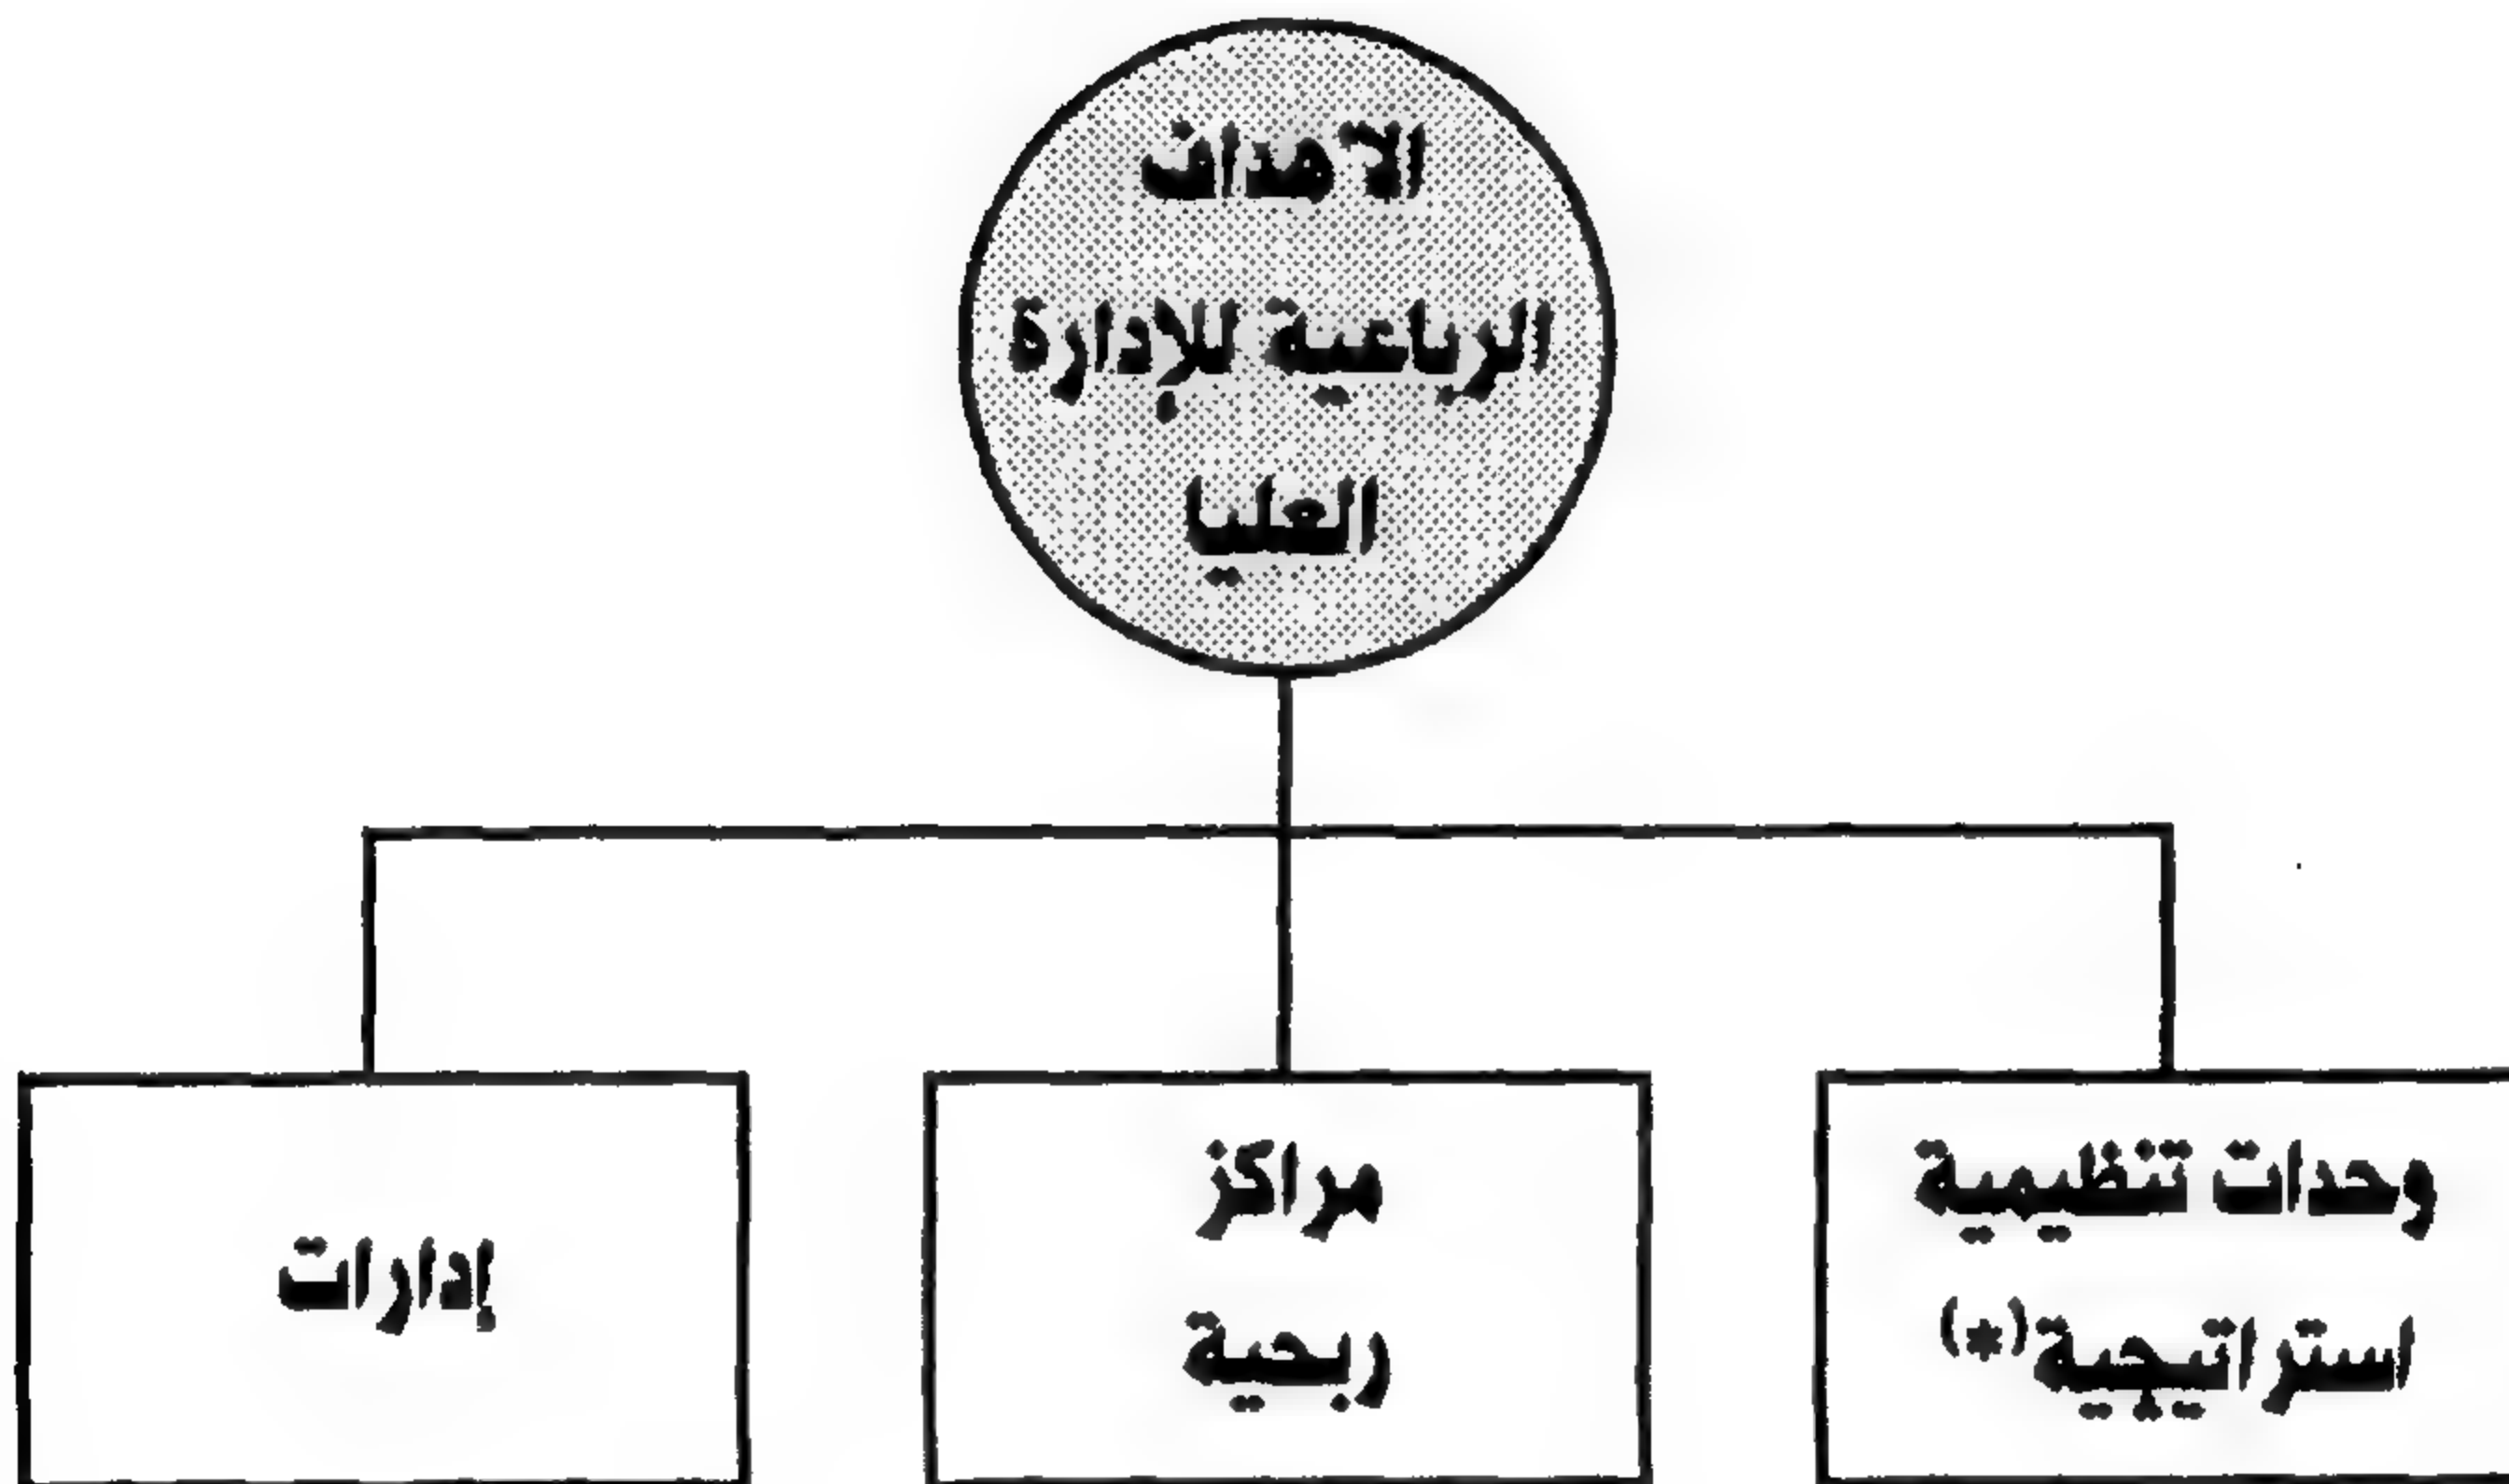 الاهداف
الرباعية للإدارة
العليا
وحدات تنظيمية
استراتيجية(*)
مراكز
ربحية
إدارات